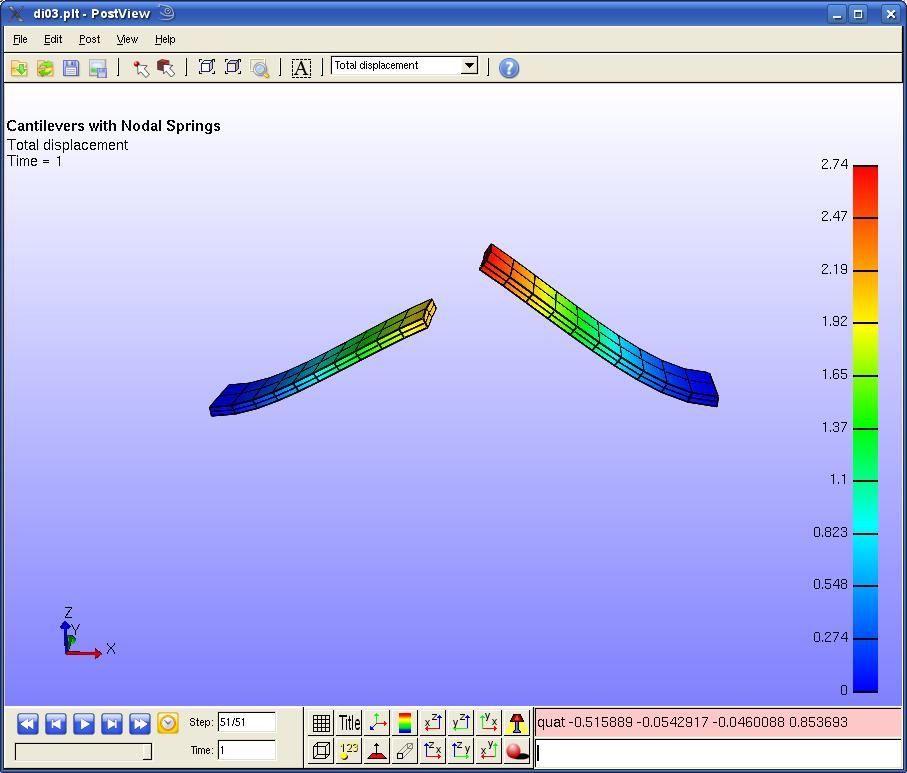 di03.plt - PostView
File Edit Post View Help
A Total displacement ?
Cantilevers with Nodal Springs
Total displacement
Time = 1
2.74
2.47
2.19
1.92
1.65
1.37
1.1
0.823
0.548
0.274
0
Z
Y
X
Step: 51/51
Time: 1
Title
123
quat -0.515889 -0.0542917 -0.0460088 0.853693